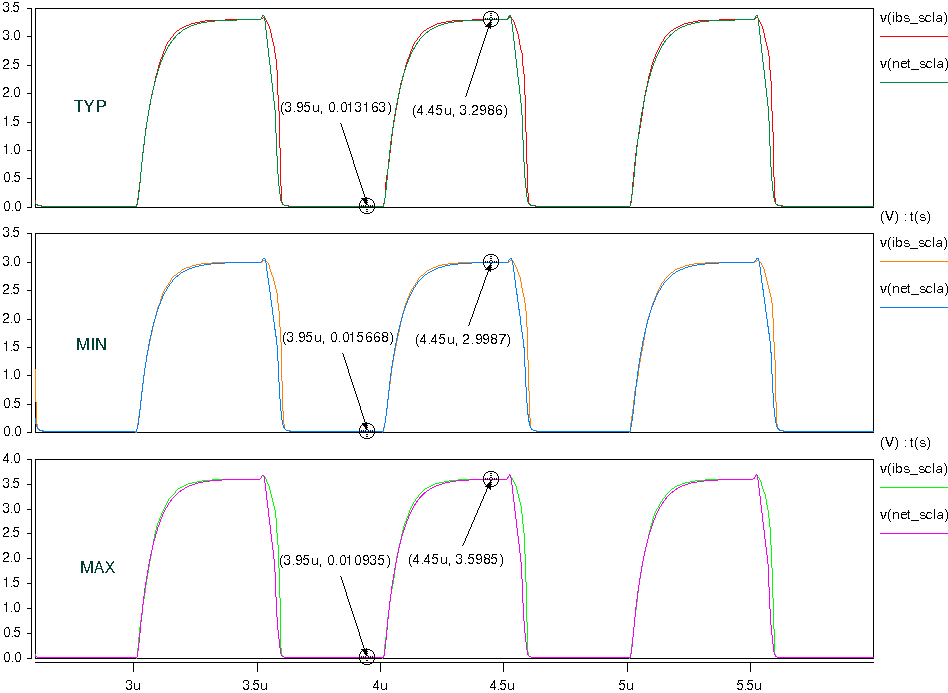 3.5
v(ibs_scla)
3.0
v(net_scla)
2.5
(3.95u, 0.013163)
(4.45u, 3.2986)
TYP
2.0
1.5
1.0
0.5
0.0
(V) : t(s)
3.5
v(ibs_scla)
3.0
v(net_scla)
2.5
(3.95u, 0.015668)
(4.45u, 2.9987)
MIN
2.0
1.5
1.0
0.5
0.0
(V) : t(s)
4.0
v(ibs_scla)
3.5
v(net_scla)
3.0
2.5
(3.95u, 0.010935)
(4.45u, 3.5985)
MAX
2.0
1.5
1.0
0.5
0.0
3u
3.5u
4u
4.5u
5u
5.5u